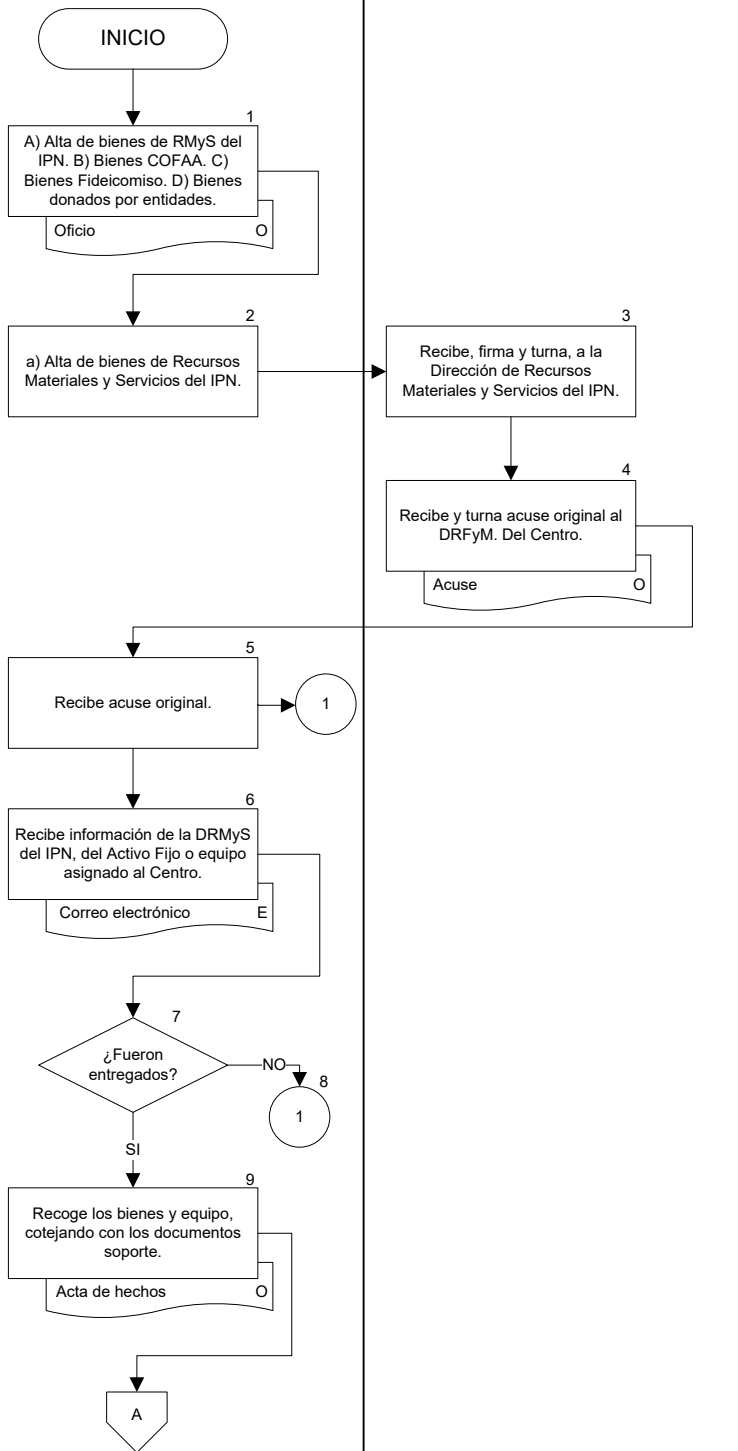 INICIO
1
A) Alta de bienes de RMyS del
IPN. B) Bienes COFAA. C)
Bienes Fideicomiso. D) Bienes
donados por entidades.
Oficio O
2
a) Alta de bienes de Recursos
Materiales y Servicios del IPN.
3
Recibe, firma y turna, a la
Dirección de Recursos
Materiales y Servicios del IPN.
4
Recibe y turna acuse original al
DRFyM. Del Centro.
Acuse O
5
Recibe acuse original.
1
6
Recibe información de la DRMyS
del IPN, del Activo Fijo o equipo
asignado al Centro.
Correo electrónico E
7
¿Fueron
entregados?
NO
8
1
SI
9
Recoge los bienes y equipo,
cotejando con los documentos
soporte.
Acta de hechos O
A